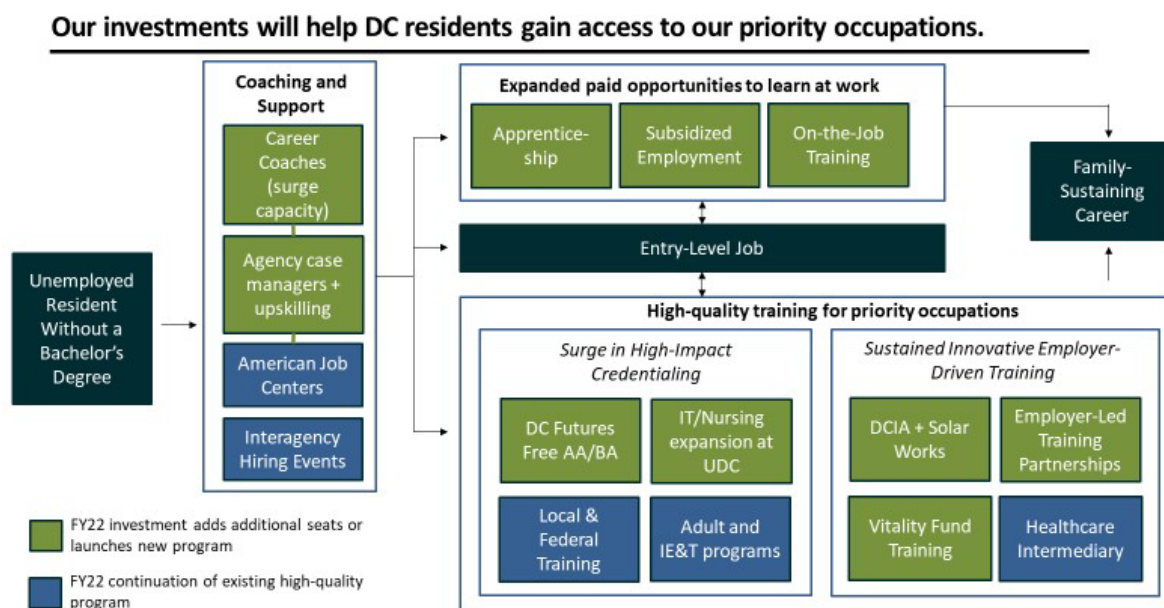 Our investments will help DC residents gain access to our priority occupations.
Unemployed
Resident
Without a
Bachelor's
Degree
Coaching and
Support
Career
Coaches
(surge
capacity)
Agency case
managers +
upskilling
American Job
Centers
Interagency
Hiring Events
Expanded paid opportunities to learn at work
Apprentice-
ship
Subsidized
Employment
On-the-Job
Training
Entry-Level Job
Family-
Sustaining
Career
High-quality training for priority occupations
Surge in High-Impact
Credentialing
DC Futures
Free AA/BA
IT/Nursing
expansion at
UDC
Local &
Federal
Training
Adult and
IE&T programs
Sustained Innovative Employer-
Driven Training
DCIA + Solar
Works
Employer-Led
Training
Partnerships
Vitality Fund
Training
Healthcare
Intermediary
FY22 investment adds additional seats or
launches new program
FY22 continuation of existing high-quality
program